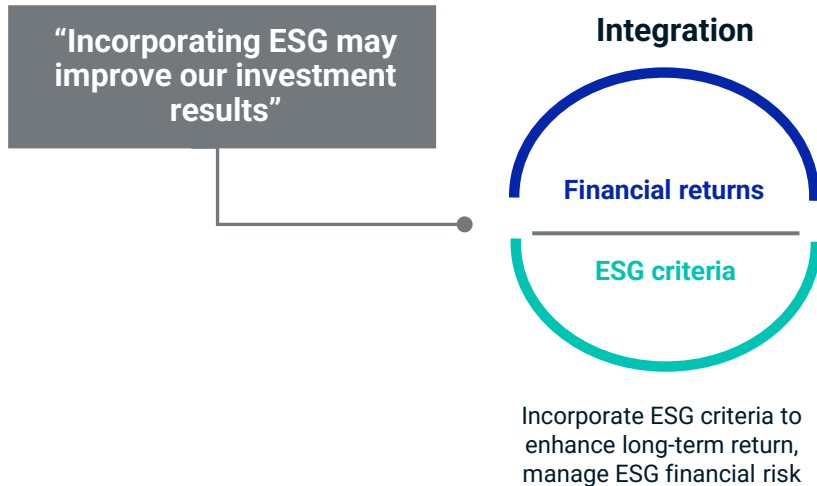 “Incorporating ESG may
improve our investment
results”
Integration
Financial returns
ESG criteria
Incorporate ESG criteria to
enhance long-term return,
manage ESG financial risk